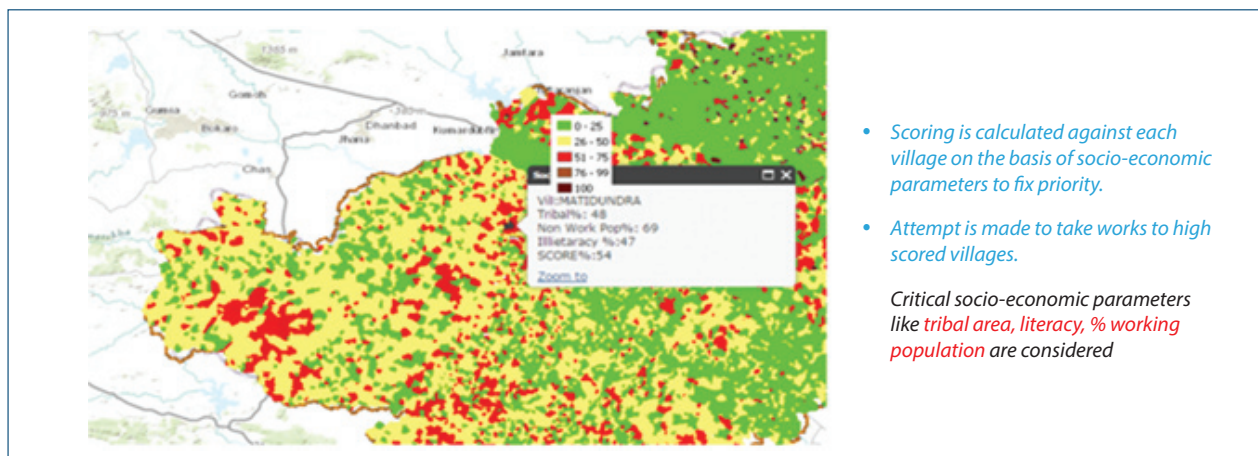 Jamtara
Gomoh
Gumia
Bokaro
Dhanbad
Jharia
Kumardubhi
Chas
0 - 25
26 - 50
51 - 75
76 - 99
100
Vill:MATIDUNDRA
Tribal%: 48
Non Work Pop%: 69
Illietaracy %:47
SCORE%:54
Zoom to
• Scoring is calculated against each
village on the basis of socio-economic
parameters to fix priority.
• Attempt is made to take works to high
scored villages.
Critical socio-economic parameters
like tribal area, literacy, % working
population are considered